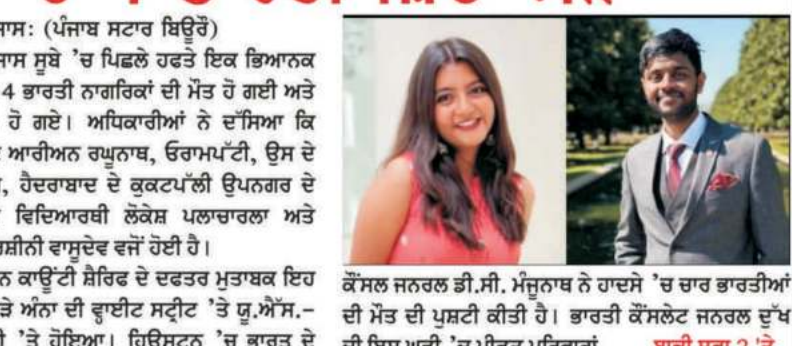 ਜਾਸ: (ਪੰਜਾਬ ਸਟਾਰ ਬਿਊਰੋ)
ਜਾਸ ਸੂਬੇ 'ਚ ਪਿਛਲੇ ਹਫਤੇ ਇਕ ਭਿਆਨਕ
4 ਭਾਰਤੀ ਨਾਗਰਿਕਾਂ ਦੀ ਮੌਤ ਹੋ ਗਈ ਅਤੇ
ਹੋ ਗਏ। ਅਧਿਕਾਰੀਆਂ ਨੇ ਦੱਸਿਆ ਕਿ
ਆਰੀਅਨ ਰਘੂਨਾਥ, ਓਰਾਮਪੱਟੀ, ਉਸ ਦੇ
, ਹੈਦਰਾਬਾਦ ਦੇ ਕੁਕਟਪੱਲੀ ਉਪਨਗਰ ਦੇ
ਵਿਦਿਆਰਥੀ ਲੋਕੇਸ਼ ਪਲਾਚਾਰਲਾ ਅਤੇ
ਰਸ਼ੀਨੀ ਵਾਸੂਦੇਵ ਵਜੋਂ ਹੋਈ ਹੈ।
ਨ ਕਾਊਂਟੀ ਸ਼ੈਰਿਫ ਦੇ ਦਫਤਰ ਮੁਤਾਬਕ ਇਹ
ੜੇ ਅੰਨਾ ਦੀ ਵ੍ਹਾਈਟ ਸਟ੍ਰੀਟ 'ਤੇ ਯੂ.ਐੱਸ.–
'ਤੇ ਹੋਇਆ। ਹਿਊਸਟਨ 'ਚ ਭਾਰਤ ਦੇ
ਕੌਂਸਲ ਜਨਰਲ ਡੀ.ਸੀ. ਮੰਜੂਨਾਥ ਨੇ ਹਾਦਸੇ 'ਚ ਚਾਰ ਭਾਰਤੀਆਂ
ਦੀ ਮੌਤ ਦੀ ਪੁਸ਼ਟੀ ਕੀਤੀ ਹੈ। ਭਾਰਤੀ ਕੌਂਸਲੇਟ ਜਨਰਲ ਦੁੱਖ